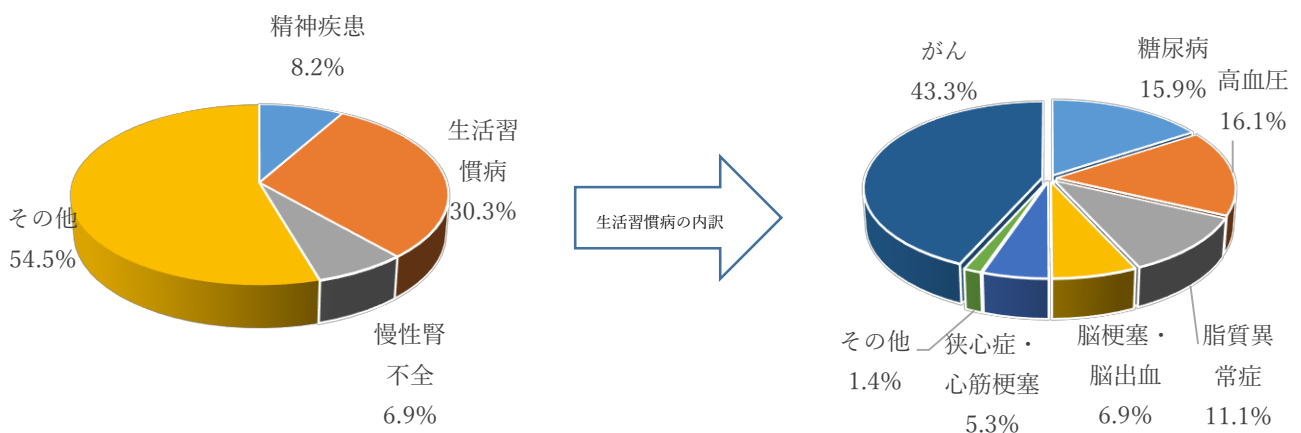 精神疾患
8.2%
生活習
慣病
30.3%
その他
54.5%
慢性腎
不全
6.9%
生活習慣病の内訳
がん
43.3%
糖尿病
15.9%
高血圧
16.1%
その他
1.4%
狭心症・
心筋梗塞
5.3%
脳梗塞・
脳出血
6.9%
脂質異
常症
11.1%